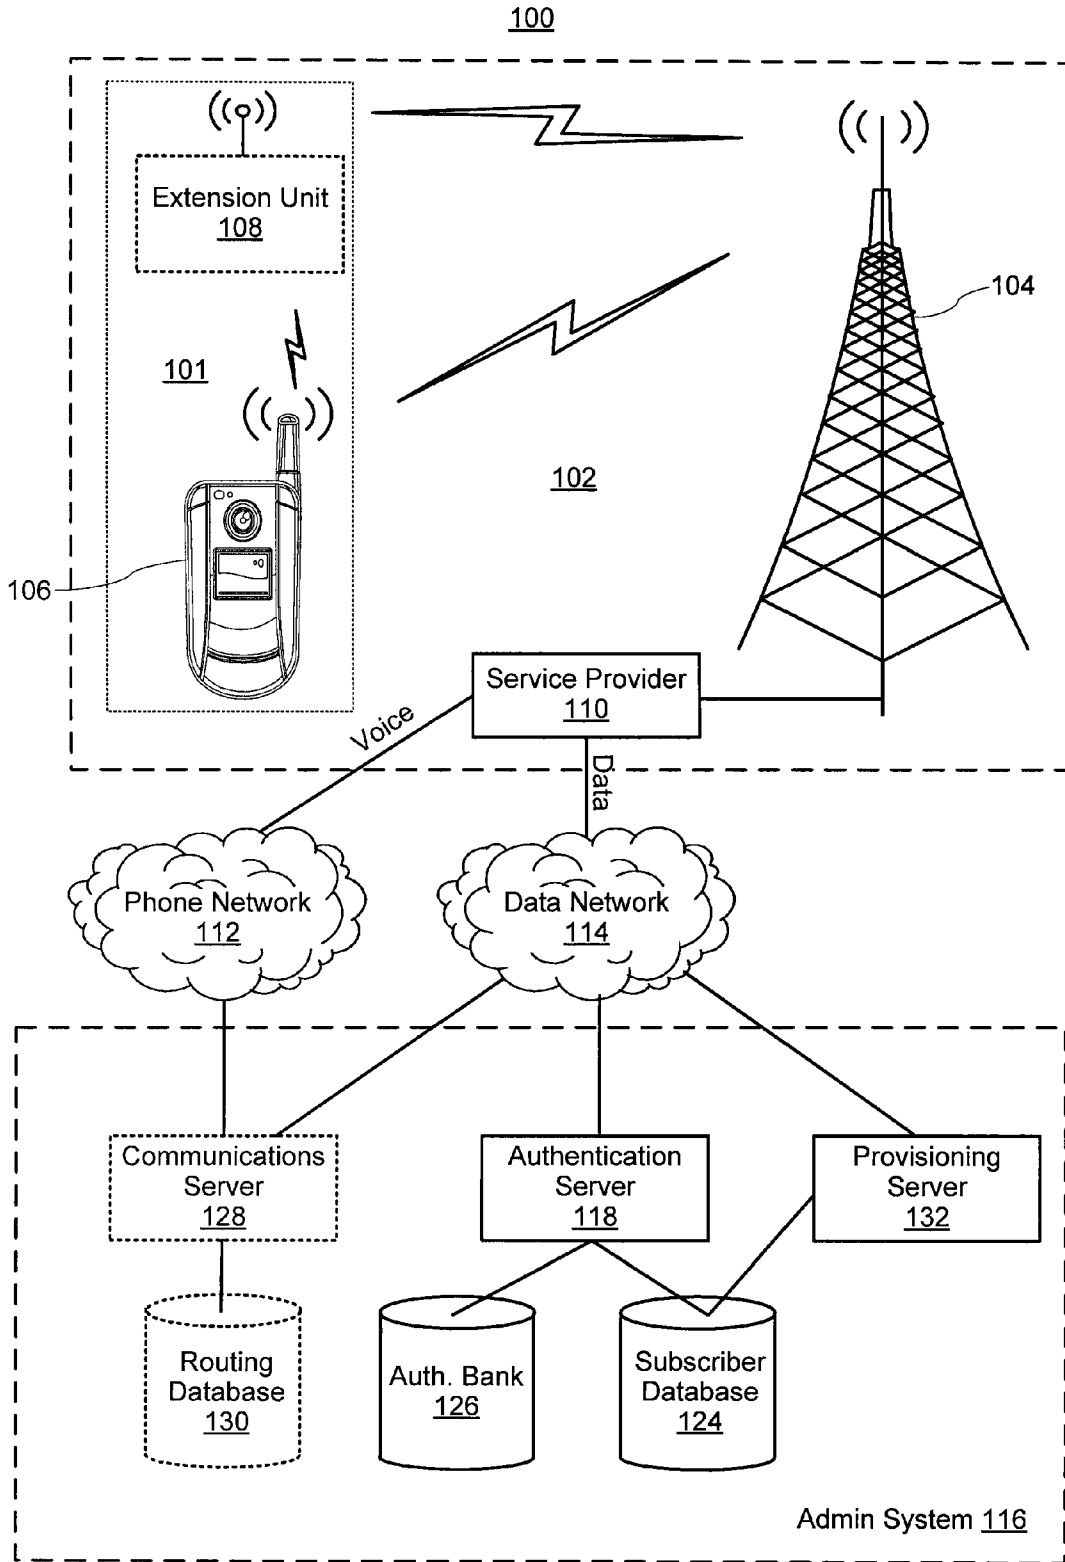 100
Extension Unit
108
104
101
102
106
Service Provider
110
Voice
Data
Phone Network
112
Data Network
114
Communications
Server
128
Authentication
Server
118
Provisioning
Server
132
Routing
Database
130
Auth. Bank
126
Subscriber
Database
124
Admin System 116